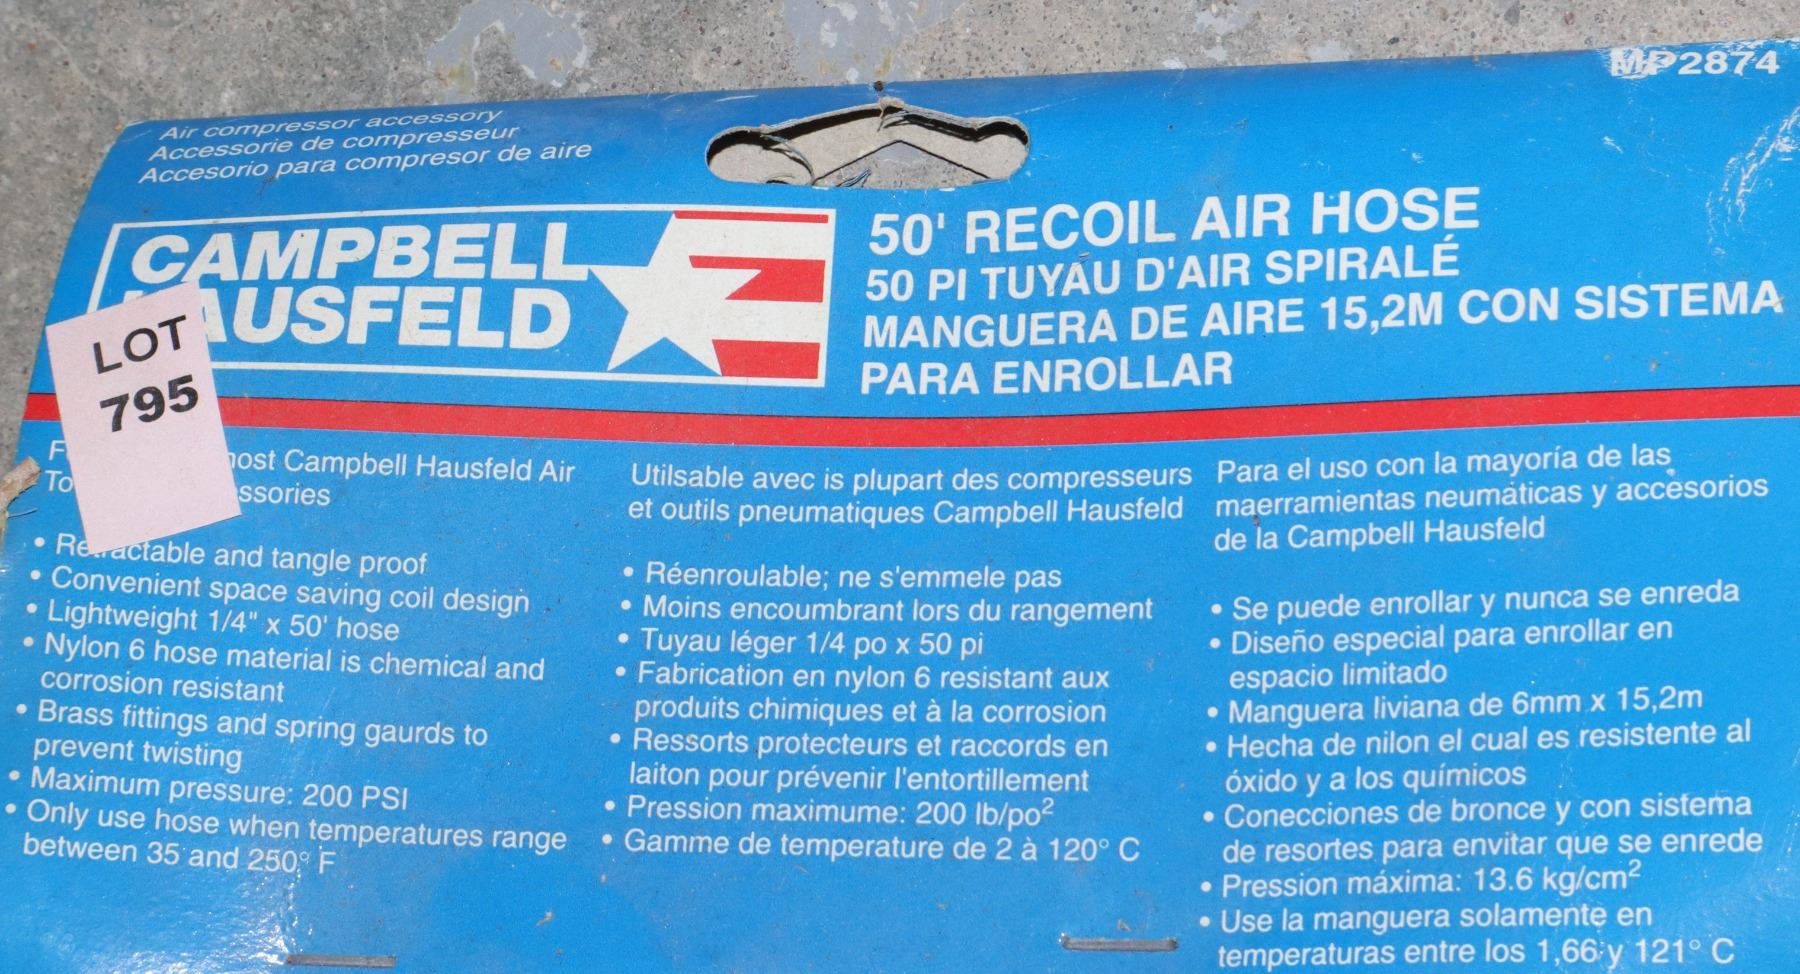 MP2874
Air compressor accessory
Accessorie de compresseur
Accesorio para compresor de aire
CAMPBELL
HAUSFELD
50' RECOIL AIR HOSE
50 PI TUYAU D'AIR SPIRALÉ
MANGUERA DE AIRE 15,2M CON SISTEMA
PARA ENROLLAR
LOT
795
most Campbell Hausfeld Air
• Retractable and tangle proof
• Convenient space saving coil design
• Lightweight 1/4" x 50' hose
• Nylon 6 hose material is chemical and
corrosion resistant
• Brass fittings and spring gaurds to
prevent twisting
• Maximum pressure: 200 PSI
• Only use hose when temperatures range
between 35 and 250° F
Utilsable avec is plupart des compresseurs
et outils pneumatiques Campbell Hausfeld
• Réenroulable; ne s'emmele pas
• Moins encoumbrant lors du rangement
• Tuyau léger 1/4 po x 50 pi
• Fabrication en nylon 6 resistant aux
produits chimiques et à la corrosion
• Ressorts protecteurs et raccords en
laiton pour prévenir l'entortillement
• Pression maximume: 200 lb/po²
• Gamme de temperature de 2 à 120° C
Para el uso con la mayoría de las
maerramientas neumáticas y accesorios
de la Campbell Hausfeld
• Se puede enrollar y nunca se enreda
• Diseño especial para enrollar en
espacio limitado
• Manguera liviana de 6mm x 15,2m
• Hecha de nilon el cual es resistente al
óxido y a los químicos
• Conecciones de bronce y con sistema
de resortes para envitar que se enrede
• Pression máxima: 13.6 kg/cm²
• Use la manguera solamente en
temperaturas entre los 1,66 y 121° C